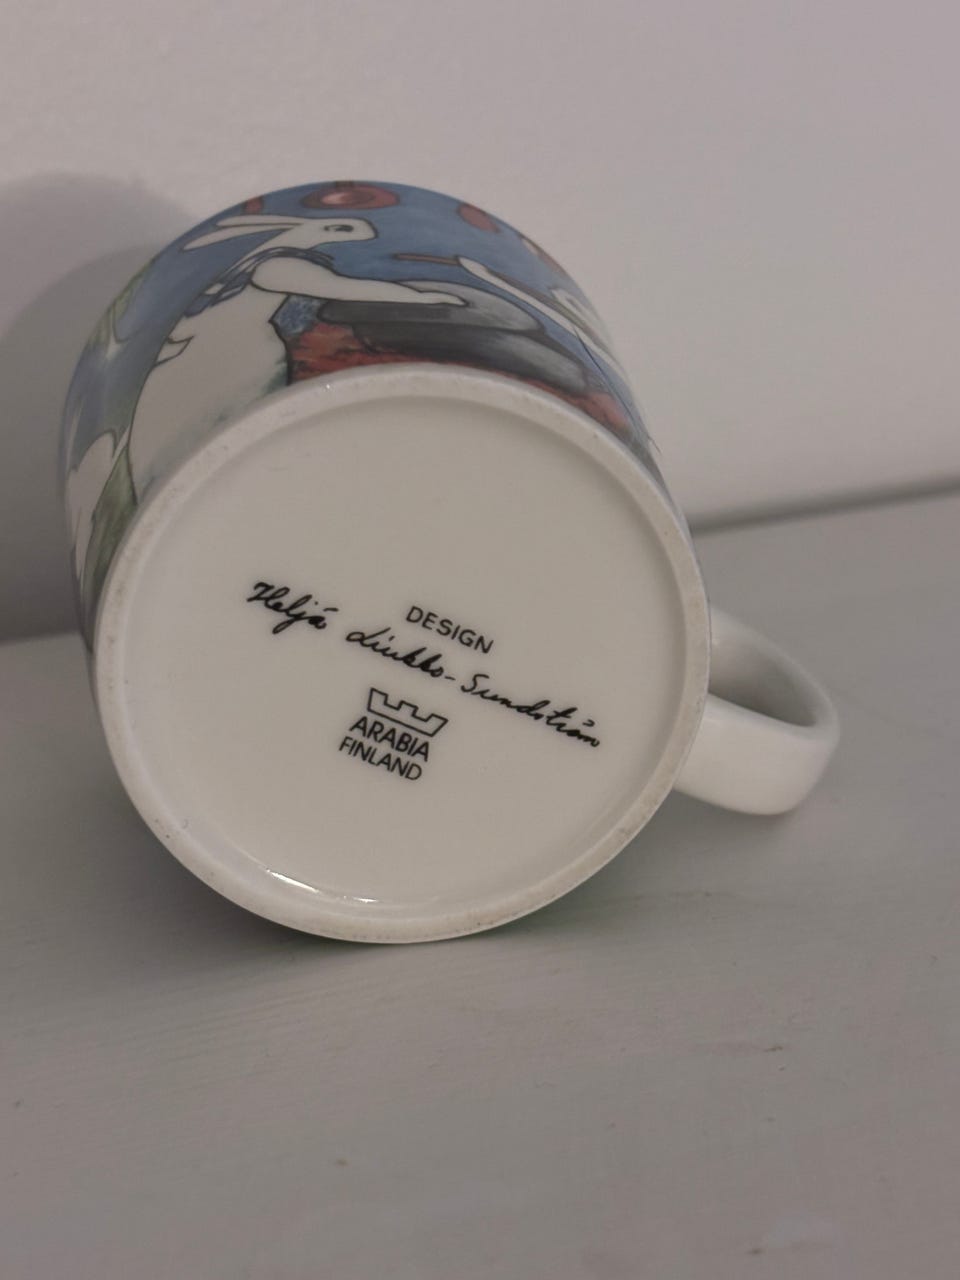 DESIGN
Heljä Liukko-Sundström
ARABIA
FINLAND